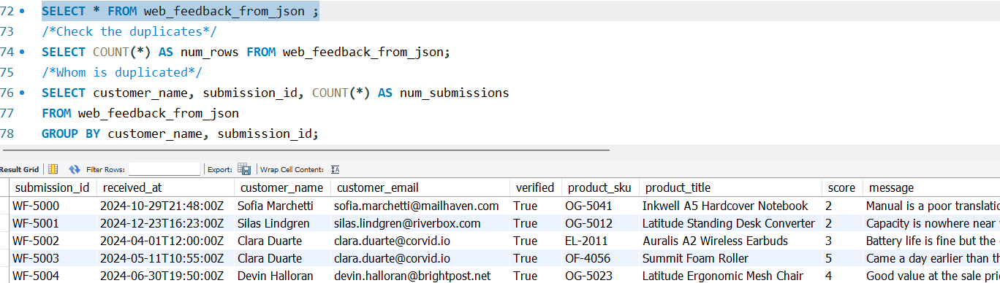 72 SELECT * FROM web_feedback_from_json ;
73 /*Check the duplicates*/
74 SELECT COUNT(*) AS num_rows FROM web_feedback_from_json;
75 /*Whom is duplicated*/
76 SELECT customer_name, submission_id, COUNT(*) AS num_submissions
77 FROM web_feedback_from_json
78 GROUP BY customer_name, submission_id;
Result Grid Filter Rows: Export: Wrap Cell Content:
submission_id received_at customer_name customer_email verified product_sku product_title score message
WF-5000 2024-10-29T21:48:00Z Sofia Marchetti sofia.marchetti@mailhaven.com True OG-5041 Inkwell A5 Hardcover Notebook 2 Manual is a poor translatio
WF-5001 2024-12-23T16:23:00Z Silas Lindgren silas.lindgren@riverbox.com True OG-5012 Latitude Standing Desk Converter 2 Capacity is nowhere near
WF-5002 2024-04-01T12:00:00Z Clara Duarte clara.duarte@corvid.io True EL-2011 Auralis A2 Wireless Earbuds 3 Battery life is fine but the
WF-5003 2024-05-11T10:55:00Z Clara Duarte clara.duarte@corvid.io True OF-4056 Summit Foam Roller 5 Came a day earlier than th
WF-5004 2024-06-30T19:50:00Z Devin Halloran devin.halloran@brightpost.net True OG-5023 Latitude Ergonomic Mesh Chair 4 Good value at the sale pri